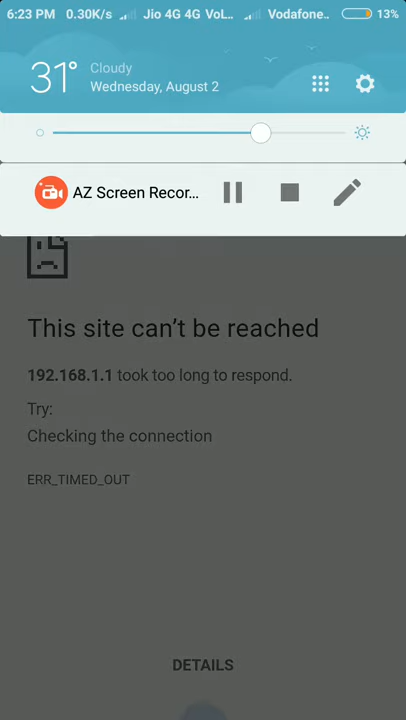 6:23 PM 0.30K/s Jio 4G 4G VoL... Vodafone... 13%
31°
Cloudy
Wednesday, August 2
AZ Screen Recor...
This site can't be reached
192.168.1.1 took too long to respond.
Try:
Checking the connection
ERR_TIMED_OUT
DETAILS